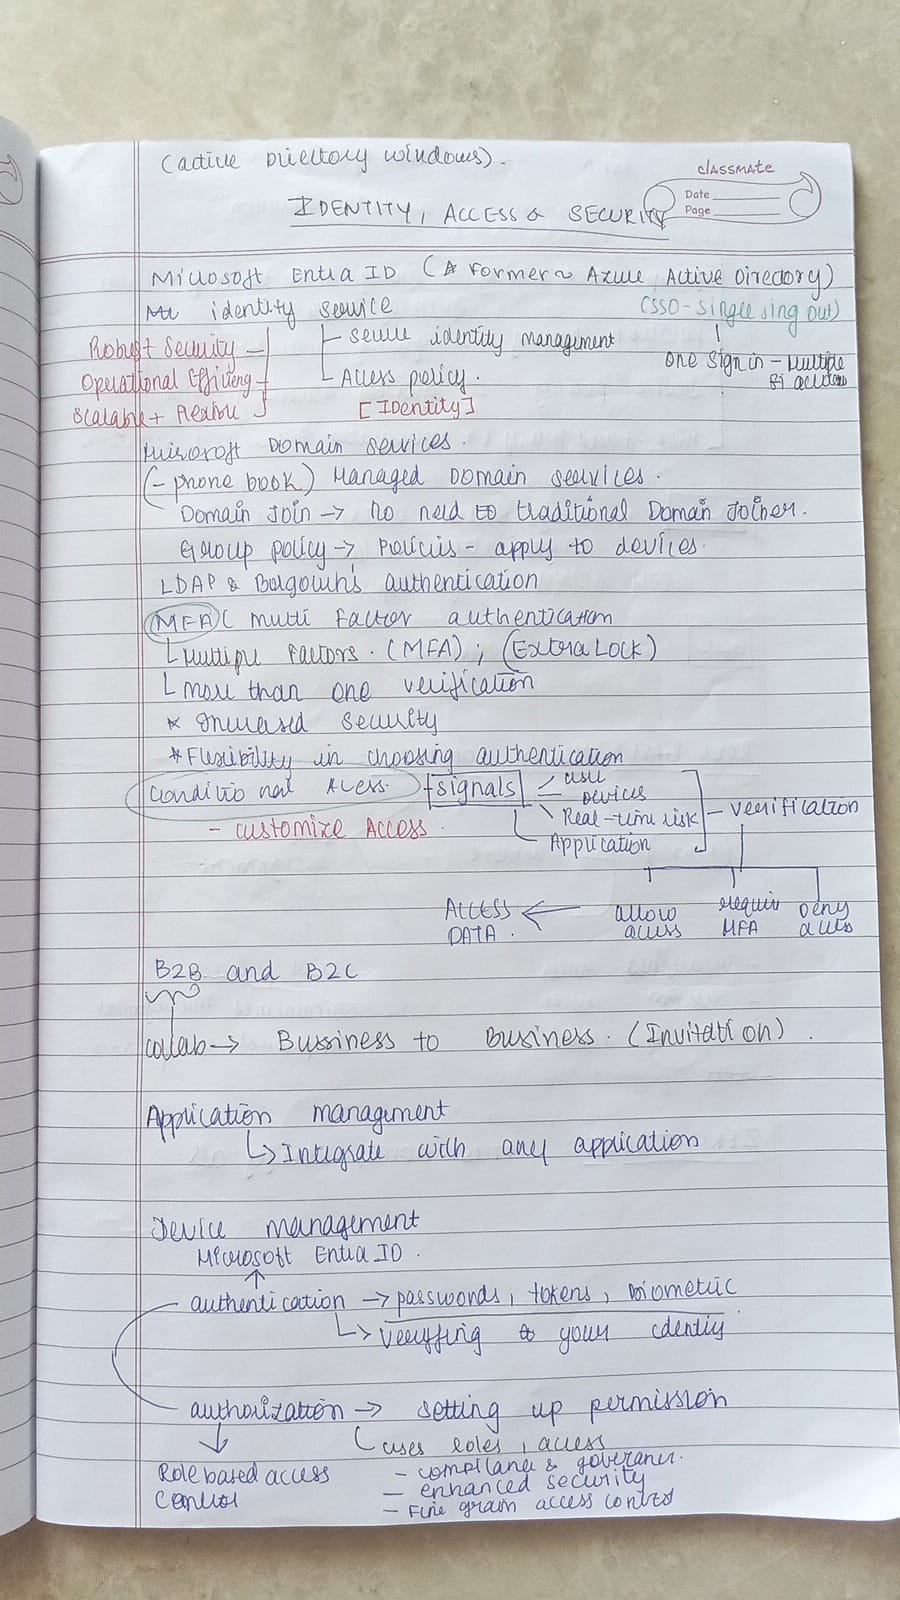 (active Directory windows).
classmate
Date
Page
IDENTITY, ACCESS & SECURITY
Microsoft Entra ID (A Former ~ Azure Active Directory)
identity service (SSO-single sing out)
Robust Security
secure identity management
one sign in - Multiple
Operational Efficiency
Access policy.
Scalable + Flexible
[Identity]
Microsoft Domain services.
(- phone book) Managed Domain services.
Domain Join → No need to traditional Domain Joiner.
Group policy → Policies - apply to devices.
LDAP & authentication
MFA ( Multi Factor authentication
Multiple Factors. (MFA) ; (Extra Lock)
more than one verification
* Increased security
* Flexibility in choosing authentication
Conditional Acess. signals
user
Devices
Real-time risk
Application
verification
- customize Access.
ACCESS DATA .
allow access
require MFA
Deny access
B2B and B2C
collab → Bussiness to Business. (Invitation)
Application management
Integrate with any application
Device management
Microsoft Entra ID.
authentication → passwords, tokens, Biometric
Verifying to your identity
authorization → setting up permission
uses roles, access
Role based access
Control
- compliance & governance.
- enhanced security
- Fine grain access control